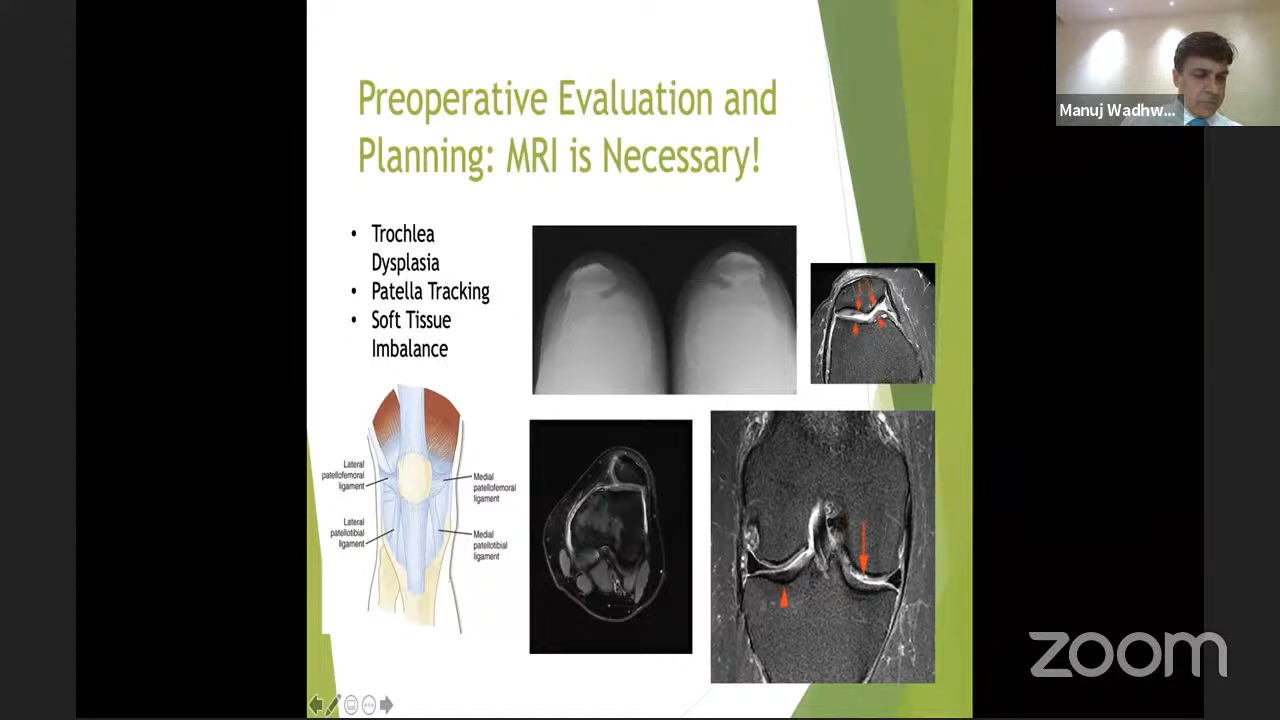 Preoperative Evaluation and
Planning: MRI is Necessary!
• Trochlea
Dysplasia
• Patella Tracking
• Soft Tissue
Imbalance
Lateral
patellofemoral
ligament
Medial
patellofemoral
ligament
Lateral
patellotibial
ligament
Medial
patellotibial
ligament
Manuj Wadhw...
zoom